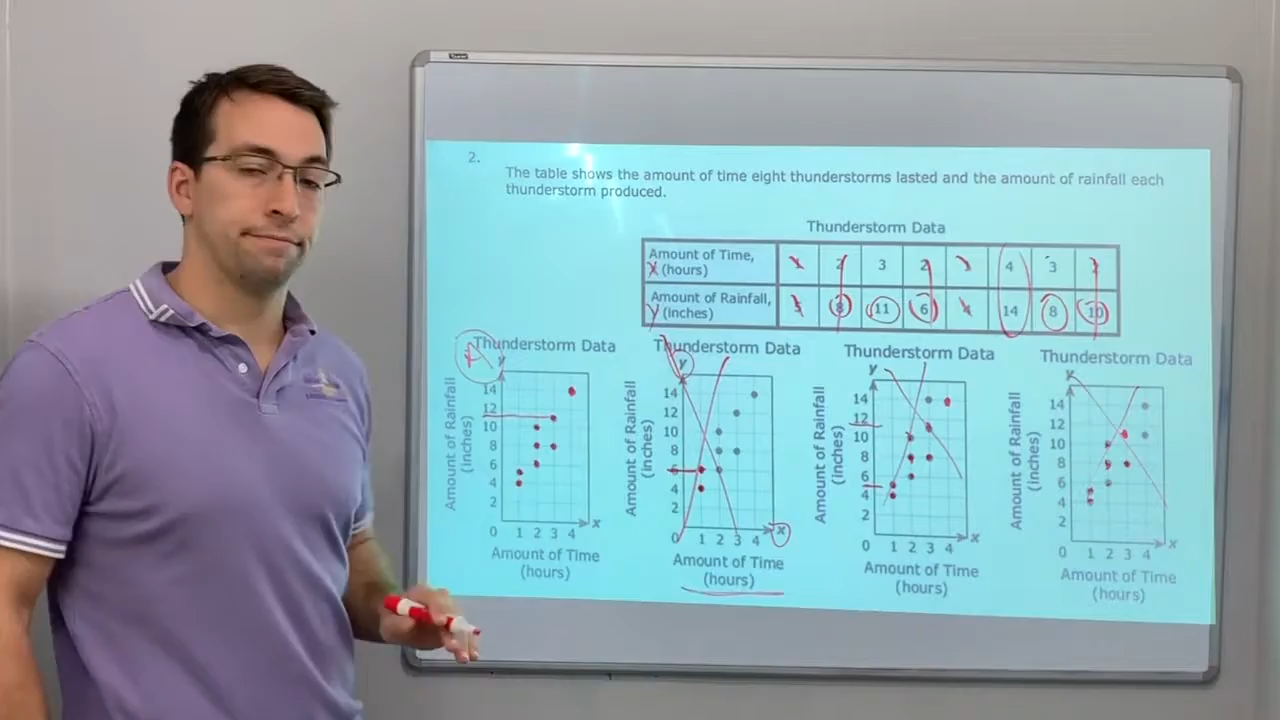 2.
The table shows the amount of time eight thunderstorms lasted and the amount of rainfall each
thunderstorm produced.
Thunderstorm Data
Amount of Time, 2 3 2 4 3
x (hours)
Amount of Rainfall, 8 11 6 14 8 10
y (inches)
A
Thunderstorm Data
y
Amount of Rainfall
(inches)
14
12
10
8
6
4
2
0 1 2 3 4 x
Amount of Time
(hours)
Thunderstorm Data
y
Amount of Rainfall
(inches)
14
12
10
8
6
4
2
0 1 2 3 4 x
Amount of Time
(hours)
Thunderstorm Data
y
Amount of Rainfall
(inches)
14
12
10
8
6
4
2
0 1 2 3 4 x
Amount of Time
(hours)
Thunderstorm Data
y
Amount of Rainfall
(inches)
14
12
10
8
6
4
2
0 1 2 3 4 x
Amount of Time
(hours)